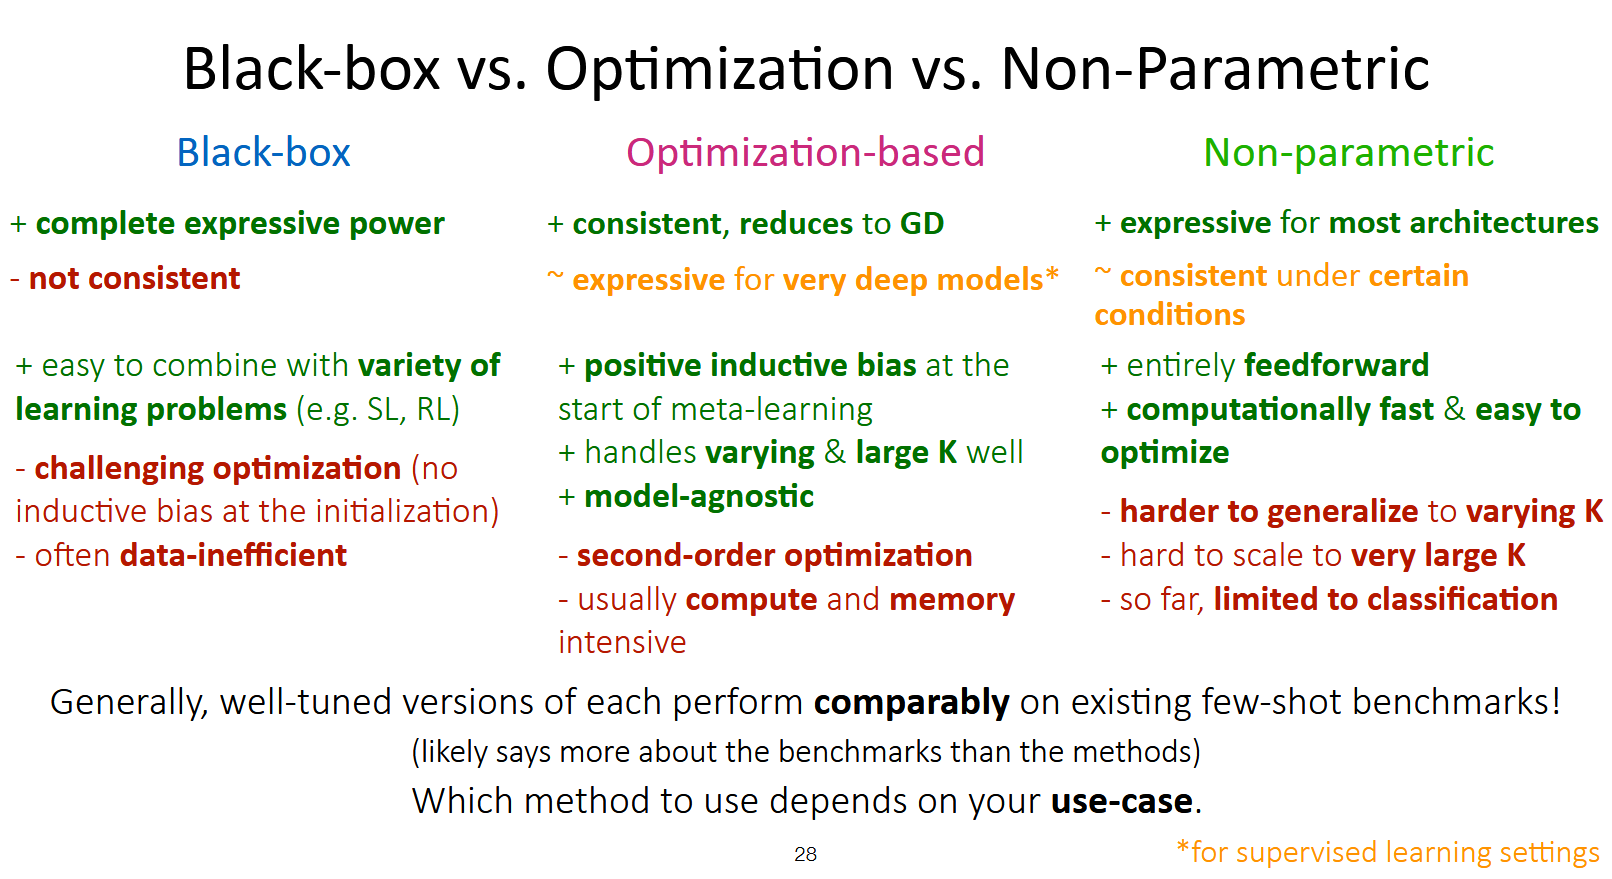 Black-box vs. Optimization vs. Non-Parametric
Black-box
+ complete expressive power
- not consistent
+ easy to combine with variety of
learning problems (e.g. SL, RL)
- challenging optimization (no
inductive bias at the initialization)
- often data-inefficient
Optimization-based
+ consistent, reduces to GD
~ expressive for very deep models*
+ positive inductive bias at the
start of meta-learning
+ handles varying & large K well
+ model-agnostic
- second-order optimization
- usually compute and memory
intensive
Non-parametric
+ expressive for most architectures
~ consistent under certain
conditions
+ entirely feedforward
+ computationally fast & easy to
optimize
- harder to generalize to varying K
- hard to scale to very large K
- so far, limited to classification
Generally, well-tuned versions of each perform comparably on existing few-shot benchmarks!
(likely says more about the benchmarks than the methods)
Which method to use depends on your use-case.
28
*for supervised learning settings